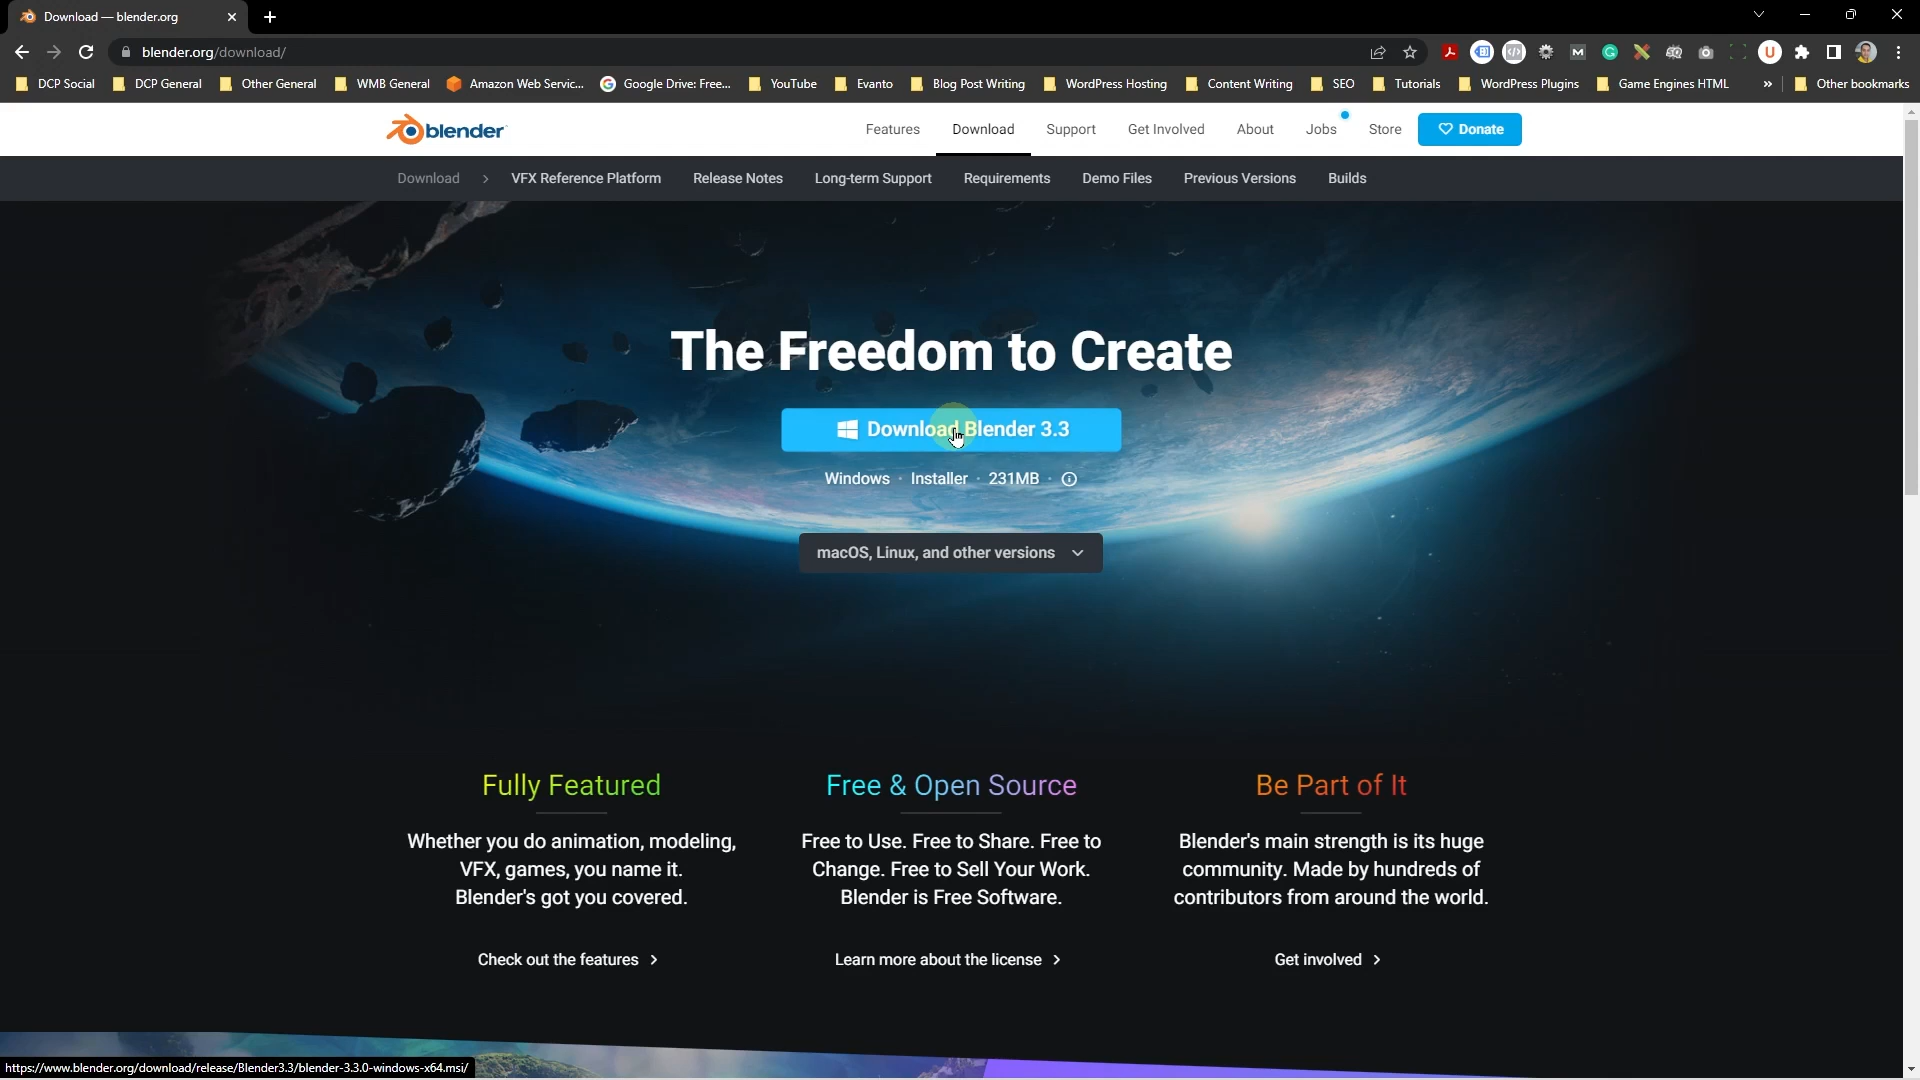 Download — blender.org
blender.org/download/
DCP Social DCP General Other General WMB General Amazon Web Servic... Google Drive: Free... YouTube Evanto Blog Post Writing WordPress Hosting Content Writing SEO Tutorials WordPress Plugins Game Engines HTML » Other bookmarks
blender Features Download Support Get Involved About Jobs Store Donate
Download > VFX Reference Platform Release Notes Long-term Support Requirements Demo Files Previous Versions Builds
The Freedom to Create
Download Blender 3.3
Windows · Installer · 231MB ·
macOS, Linux, and other versions
Fully Featured
Whether you do animation, modeling,
VFX, games, you name it.
Blender's got you covered.
Check out the features >
Free & Open Source
Free to Use. Free to Share. Free to
Change. Free to Sell Your Work.
Blender is Free Software.
Learn more about the license >
Be Part of It
Blender's main strength is its huge
community. Made by hundreds of
contributors from around the world.
Get involved >
https://www.blender.org/download/release/Blender3.3/blender-3.3.0-windows-x64.msi/